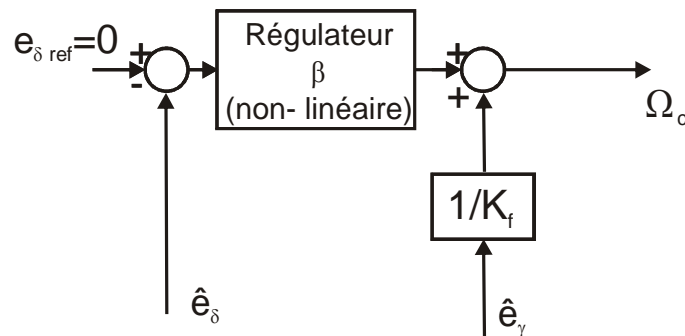 e_δ ref=0
+
-
Régulateur
β
(non- linéaire)
+
+
Ω_c
1/K_f
ê_δ
ê_γ